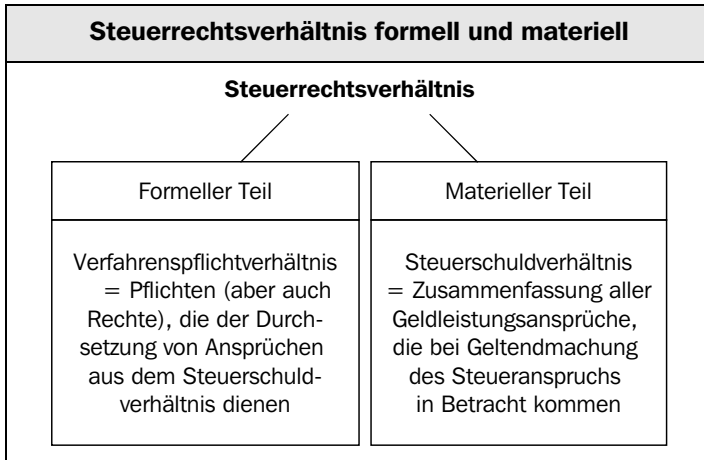 Steuerrechtsverhältnis formell und materiell
Steuerrechtsverhältnis
Formeller Teil
Verfahrenspflichtverhältnis
= Pflichten (aber auch
Rechte), die der Durch-
setzung von Ansprüchen
aus dem Steuerschuld-
verhältnis dienen
Materieller Teil
Steuerschuldverhältnis
= Zusammenfassung aller
Geldleistungsansprüche,
die bei Geltendmachung
des Steueranspruchs
in Betracht kommen